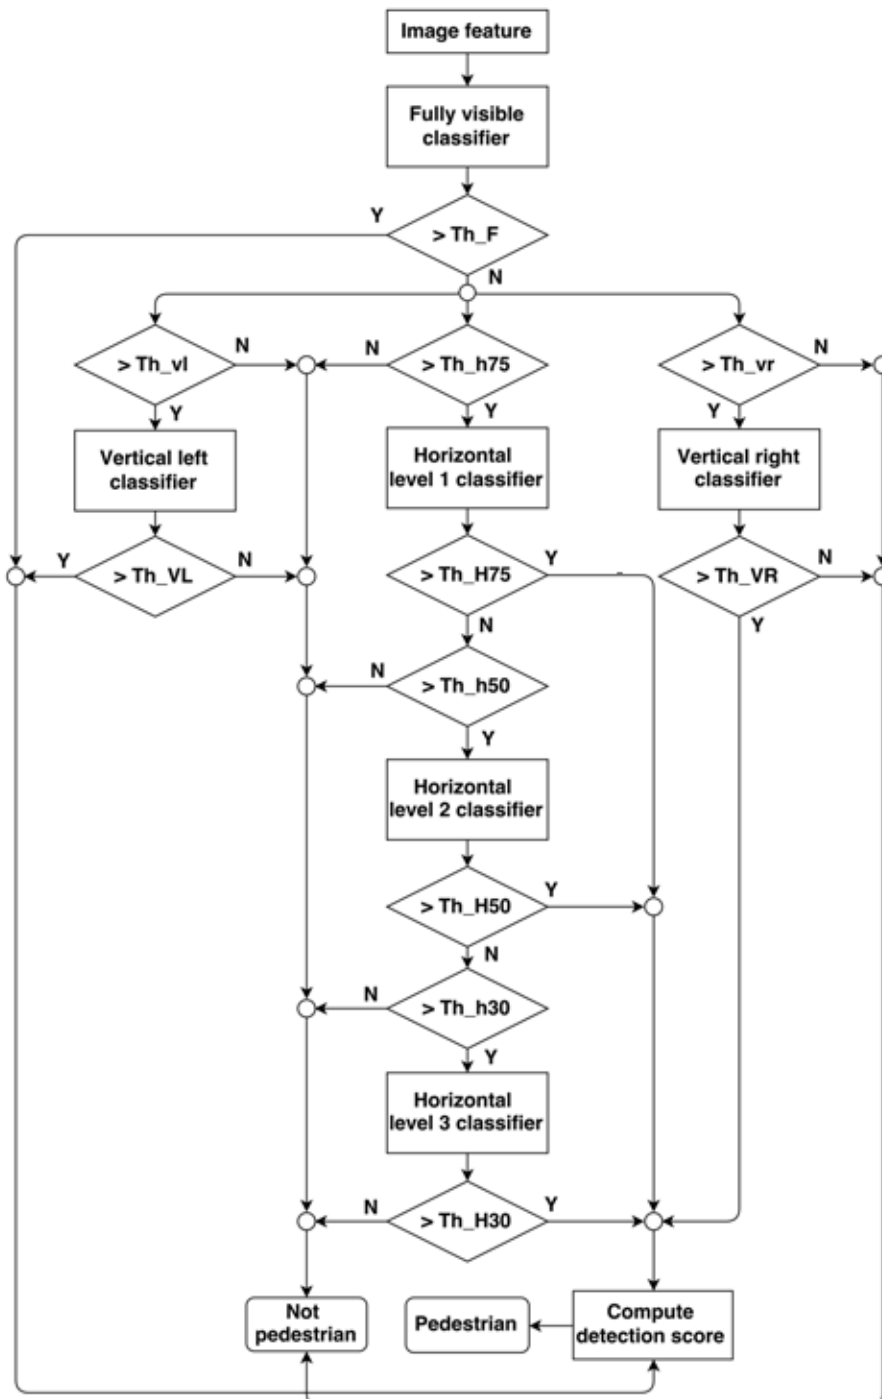 Image feature
Fully visible
classifier
Y
> Th_F
N
> Th_vl
N
N
> Th_h75
> Th_vr
N
Y
Y
Y
Vertical left
classifier
Horizontal
level 1 classifier
Vertical right
classifier
Y
> Th_VL
N
> Th_H75
Y
> Th_VR
N
N
Y
N
> Th_h50
Y
Horizontal
level 2 classifier
> Th_H50
Y
N
N
> Th_h30
Y
Horizontal
level 3 classifier
N
> Th_H30
Y
Not
pedestrian
Pedestrian
Compute
detection score